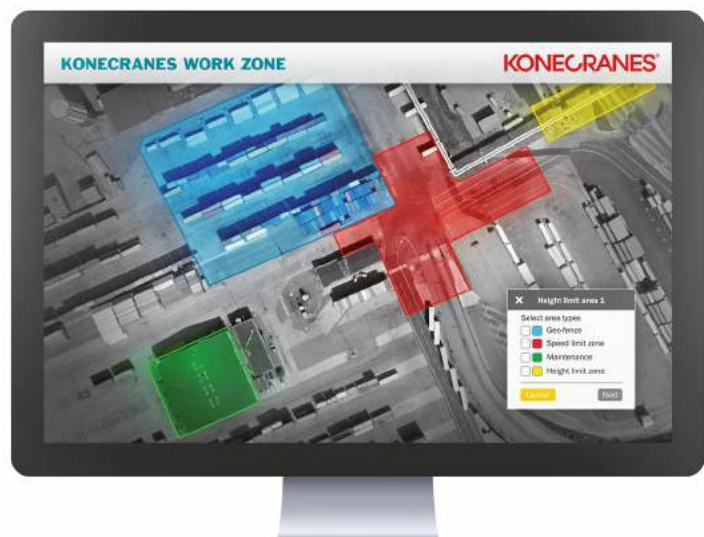 KONECRANES WORK ZONE
KONECRANES®
Height limit area 1
Select area types
Geo-fence
Speed limit zone
Maintenance
Height limit zone
Cancel
Next